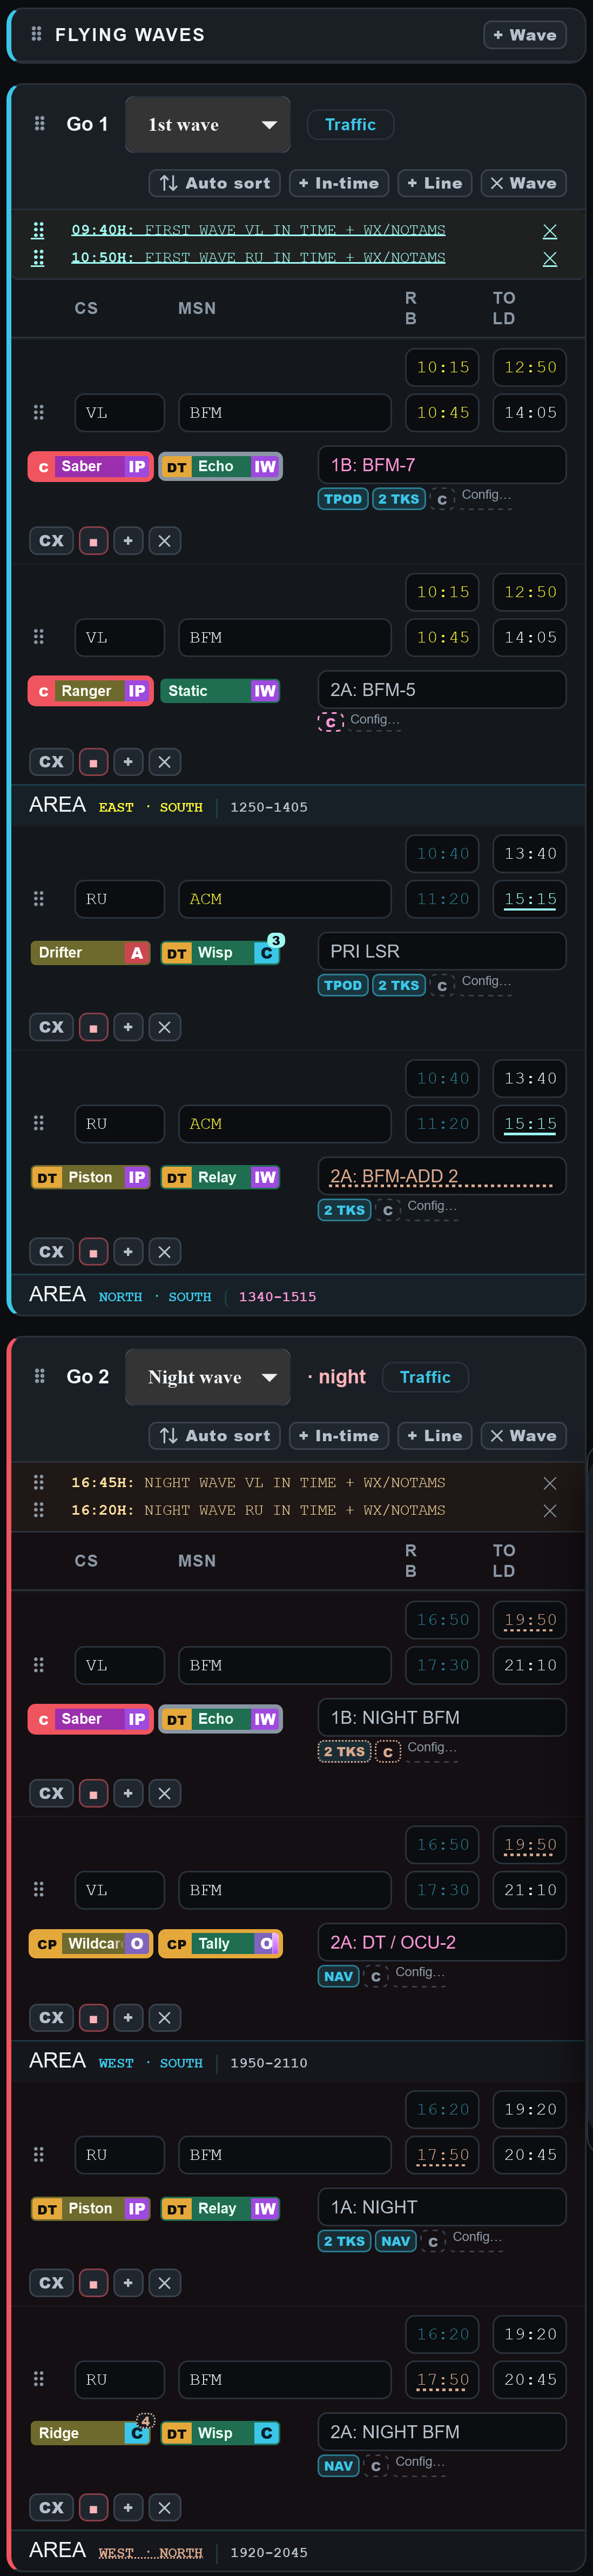 FLYING WAVES + Wave
Go 1 1st wave Traffic
Auto sort + In-time + Line × Wave
09:40H: FIRST WAVE VL IN TIME + WX/NOTAMS ×
10:50H: FIRST WAVE RU IN TIME + WX/NOTAMS ×
CS MSN R TO
B LD
10:15 12:50
VL BFM 10:45 14:05
C Saber IP DT Echo IW 1B: BFM-7
TPOD 2 TKS C Config...
CX + ×
10:15 12:50
VL BFM 10:45 14:05
C Ranger IP Static IW 2A: BFM-5
C Config...
CX + ×
AREA EAST · SOUTH 1250-1405
10:40 13:40
RU ACM 11:20 15:15
3
Drifter A DT Wisp C PRI LSR
TPOD 2 TKS C Config...
CX + ×
10:40 13:40
RU ACM 11:20 15:15
DT Piston IP DT Relay IW 2A: BFM-ADD 2
2 TKS C Config...
CX + ×
AREA NORTH · SOUTH 1340-1515
Go 2 Night wave · night Traffic
Auto sort + In-time + Line × Wave
16:45H: NIGHT WAVE VL IN TIME + WX/NOTAMS ×
16:20H: NIGHT WAVE RU IN TIME + WX/NOTAMS ×
CS MSN R TO
B LD
16:50 19:50
VL BFM 17:30 21:10
C Saber IP DT Echo IW 1B: NIGHT BFM
2 TKS C Config...
CX + ×
16:50 19:50
VL BFM 17:30 21:10
CP Wildcar O CP Tally O 2A: DT / OCU-2
NAV C Config...
CX + ×
AREA WEST · SOUTH 1950-2110
16:20 19:20
RU BFM 17:50 20:45
DT Piston IP DT Relay IW 1A: NIGHT
2 TKS NAV C Config...
CX + ×
16:20 19:20
RU BFM 17:50 20:45
4
Ridge C DT Wisp C 2A: NIGHT BFM
NAV C Config...
CX + ×
AREA WEST · NORTH 1920-2045